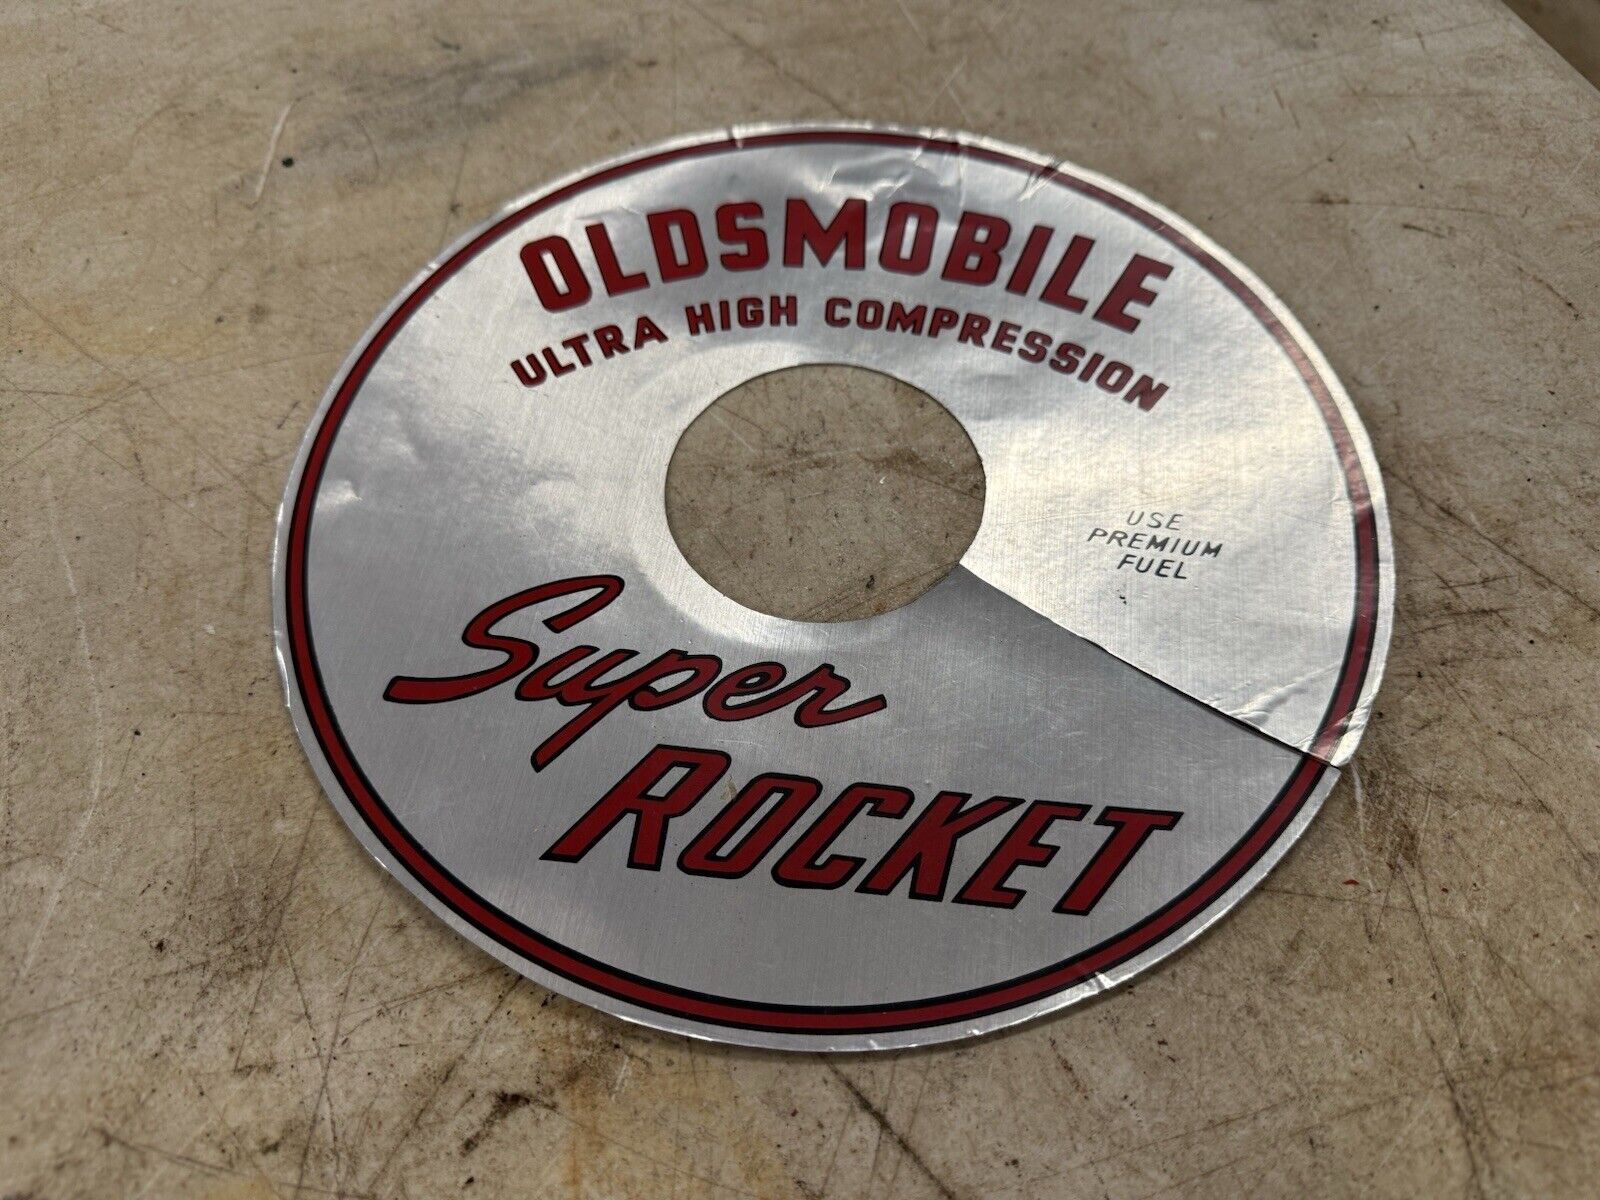 OLDSMOBILE
ULTRA HIGH COMPRESSION
USE
PREMIUM
FUEL
Super
ROCKET